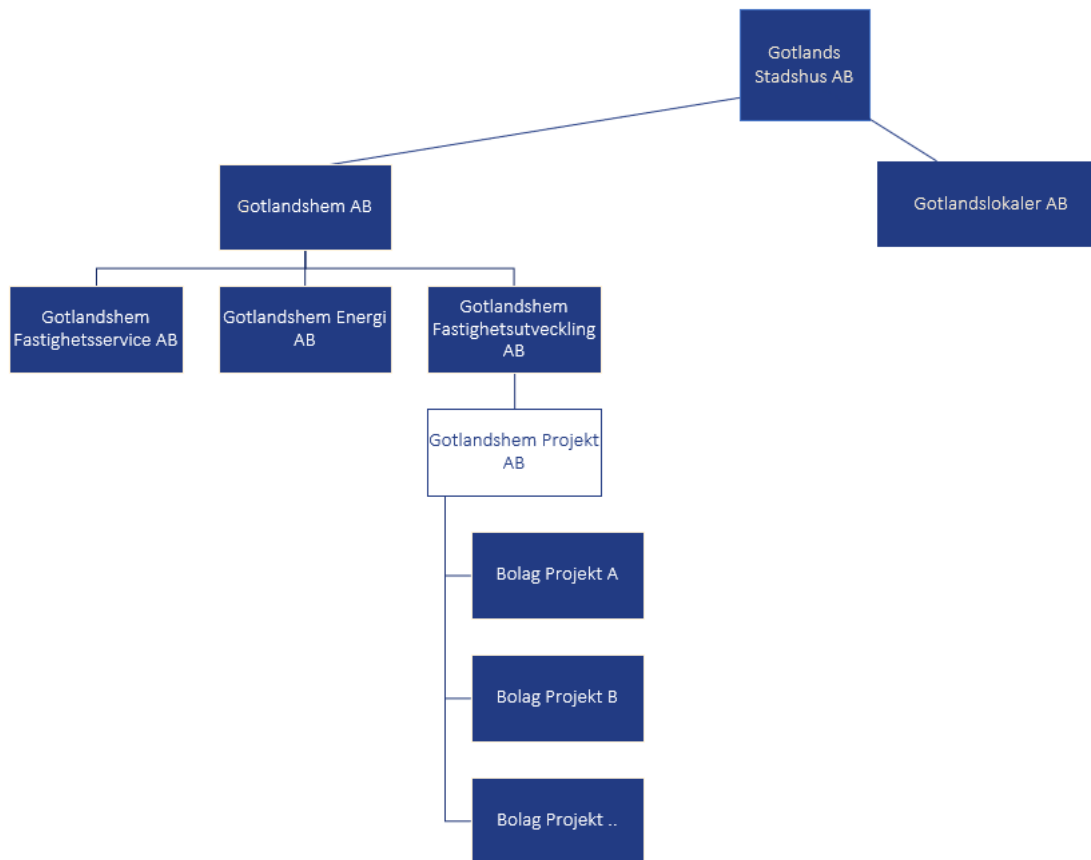 Gotlands
Stadshus AB
Gotlandshem AB
Gotlandslokaler AB
Gotlandshem
Fastighetsservice AB
Gotlandshem Energi
AB
Gotlandshem
Fastighetsutveckling
AB
Gotlandshem Projekt
AB
Bolag Projekt A
Bolag Projekt B
Bolag Projekt ..